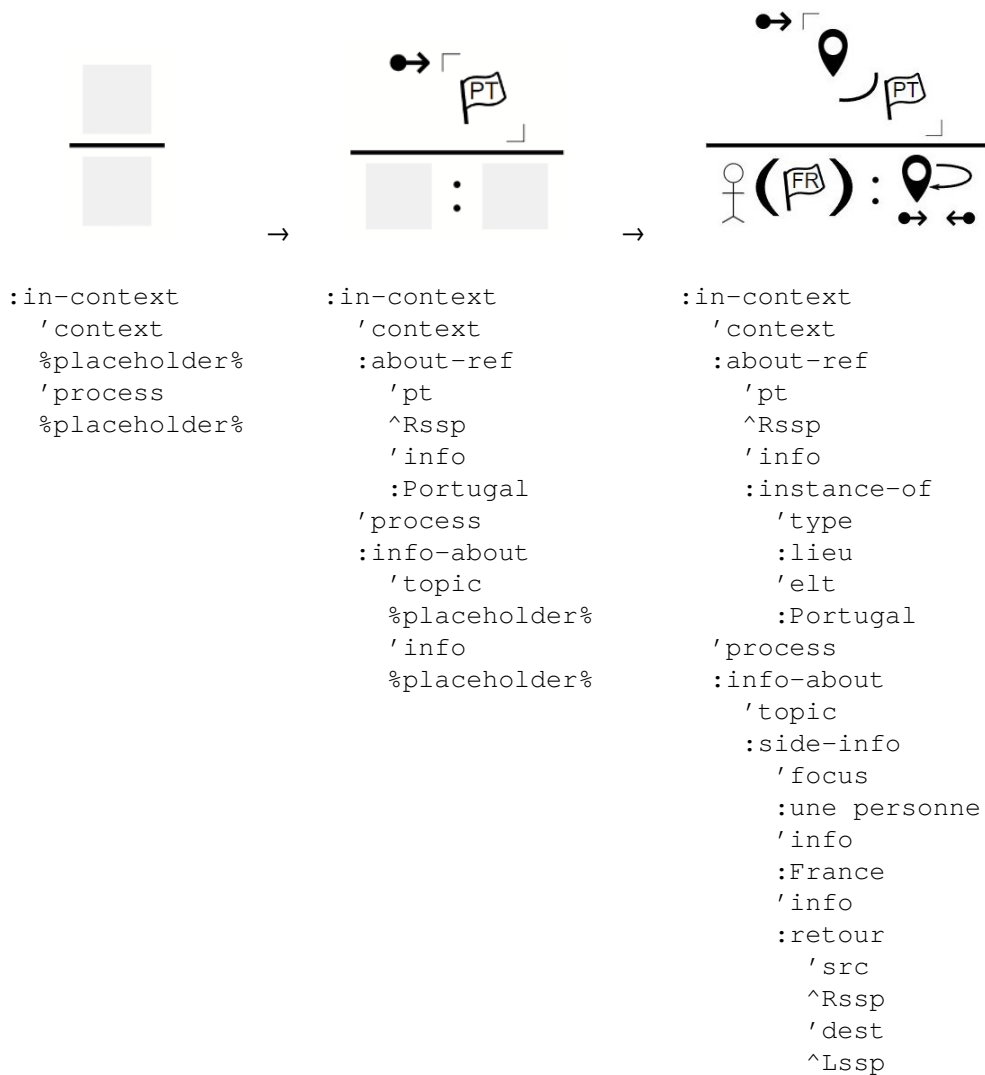 PT
PT
FR
→
→
:in-context
'context
%placeholder%
'process
%placeholder%
:in-context
'context
:about-ref
'pt
^Rssp
'info
:Portugal
'process
:info-about
'topic
%placeholder%
'info
%placeholder%
:in-context
'context
:about-ref
'pt
^Rssp
'info
:instance-of
'type
:lieu
'elt
:Portugal
'process
:info-about
'topic
:side-info
'focus
:une personne
'info
:France
'info
:retour
'src
^Rssp
'dest
^Lssp